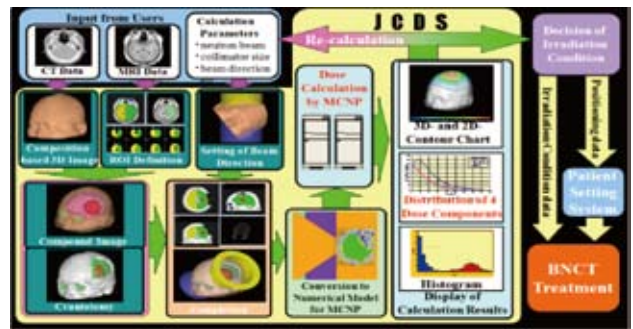 Input from Users
CT Data
MRI Data
Calculation
Parameters
• neutron beam
• collimator size
• beam direction
JCDS
Re-calculation
Decision of
Irradiation
Condition
Composition
based 3D Image
ROI Definition
Setting of Beam
Direction
Dose
Calculation
by MCNP
3D- and 2D-
Contour Chart
Irradiation Condition data
Positioning data
Compound Image
Craniotomy
Conversion to
Numerical Model
for MCNP
Distribution of 4
Dose Components
Histogram
Display of
Calculation Results
Patient
Setting
System
BNCT
Treatment